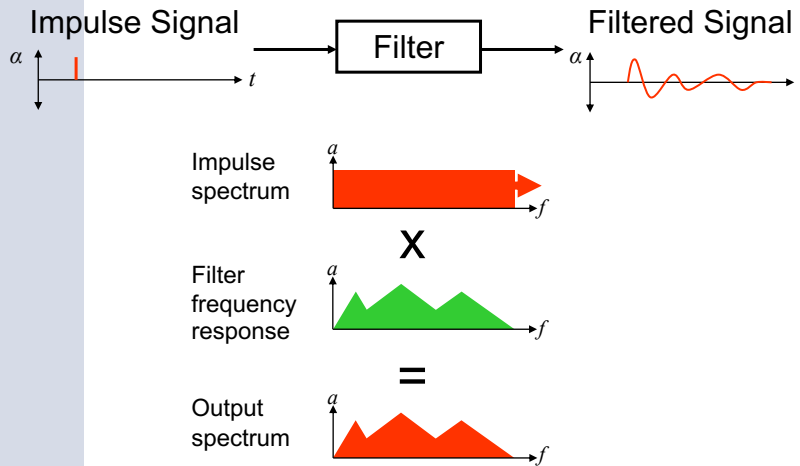 Impulse Signal
Filter
Filtered Signal
α
t
α
Impulse
spectrum
a
f
X
Filter
frequency
response
a
f
=
Output
spectrum
a
f